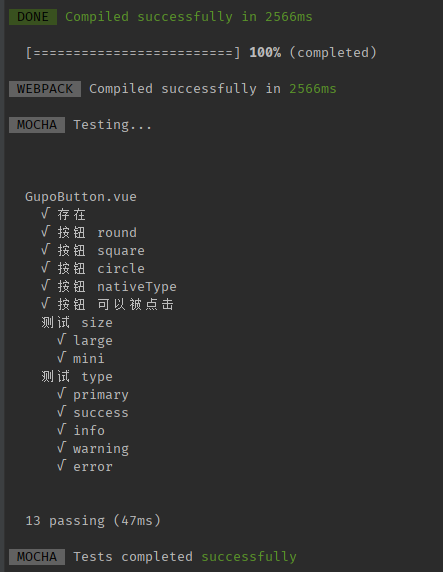 DONE Compiled successfully in 2566ms
[=========================] 100% (completed)
WEBPACK Compiled successfully in 2566ms
MOCHA Testing...
GupoButton.vue
√ 存在
√ 按钮 round
√ 按钮 square
√ 按钮 circle
√ 按钮 nativeType
√ 按钮 可以被点击
测试 size
√ large
√ mini
测试 type
√ primary
√ success
√ info
√ warning
√ error
13 passing (47ms)
MOCHA Tests completed successfully